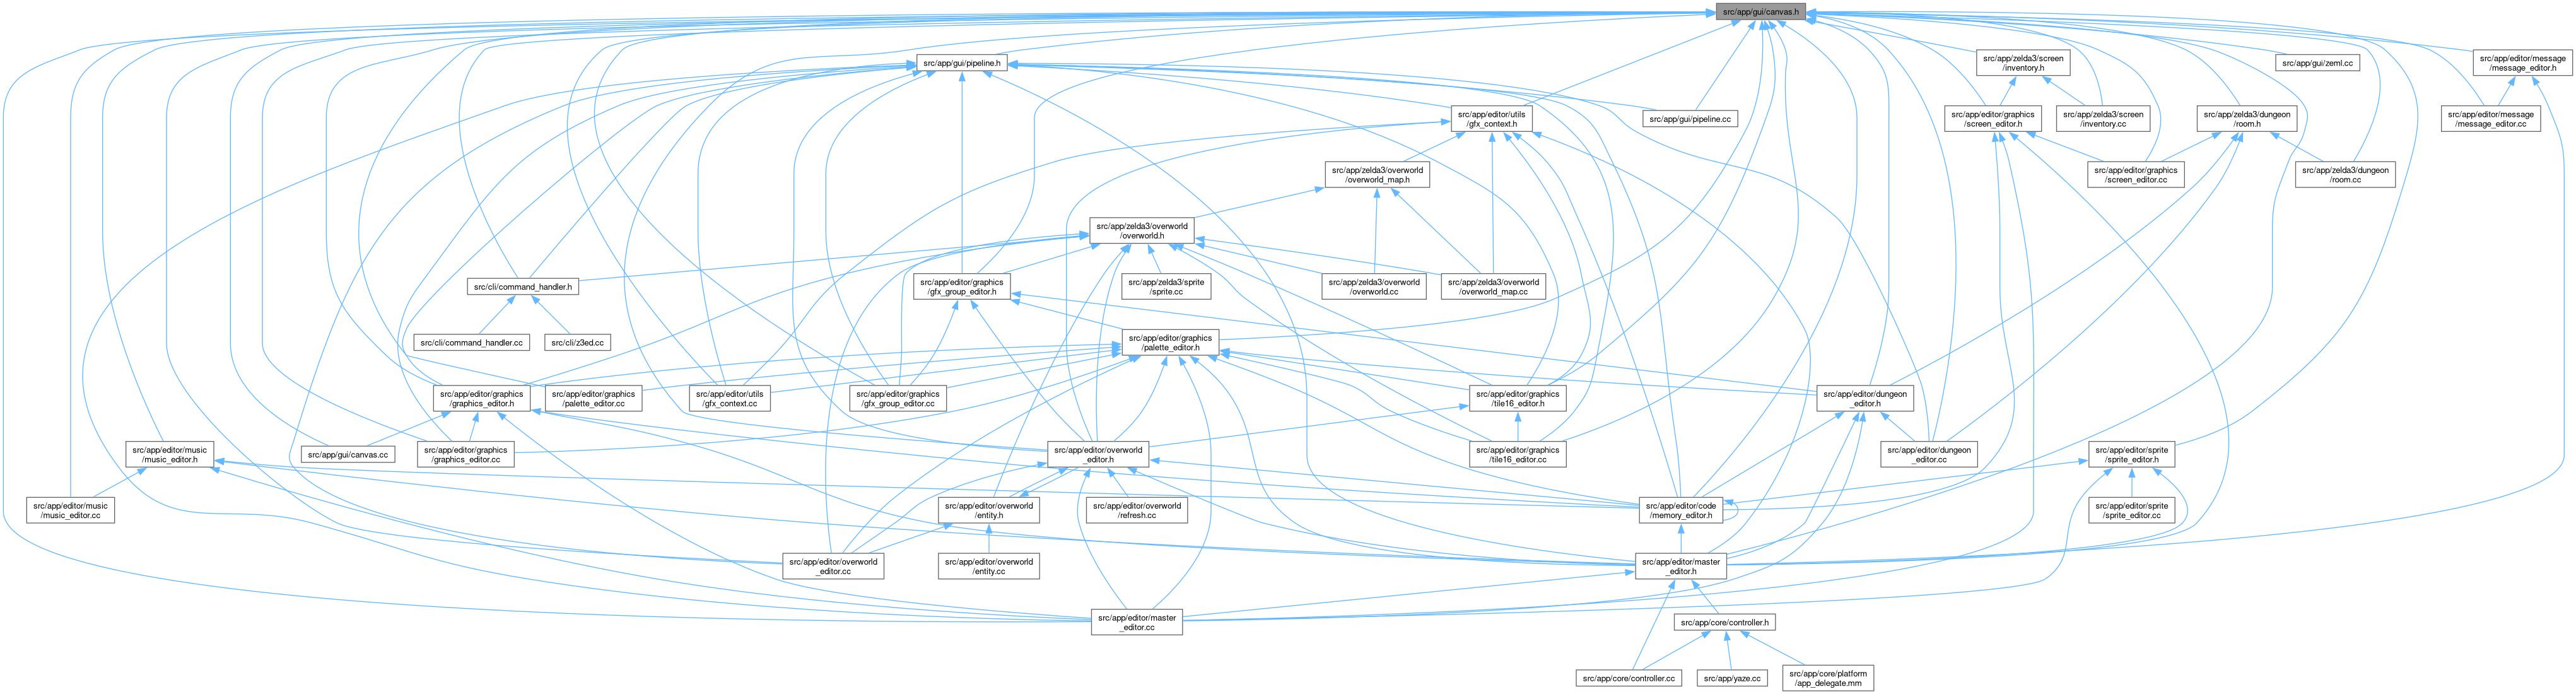 src/app/gui/canvas.h
src/app/gui/pipeline.h
src/app/zelda3/screen
/inventory.h
src/app/gui/zeml.cc
src/app/editor/message
/message_editor.h
src/app/editor/utils
/gfx_context.h
src/app/gui/pipeline.cc
src/app/editor/graphics
/screen_editor.h
src/app/zelda3/screen
/inventory.cc
src/app/zelda3/dungeon
/room.h
src/app/editor/message
/message_editor.cc
src/app/zelda3/overworld
/overworld_map.h
src/app/editor/graphics
/screen_editor.cc
src/app/zelda3/dungeon
/room.cc
src/app/zelda3/overworld
/overworld.h
src/cli/command_handler.h
src/app/editor/graphics
/gfx_group_editor.h
src/app/zelda3/sprite
/sprite.cc
src/app/zelda3/overworld
/overworld.cc
src/app/zelda3/overworld
/overworld_map.cc
src/cli/command_handler.cc
src/cli/z3ed.cc
src/app/editor/graphics
/palette_editor.h
src/app/editor/graphics
/graphics_editor.h
src/app/editor/graphics
/palette_editor.cc
src/app/editor/utils
/gfx_context.cc
src/app/editor/graphics
/gfx_group_editor.cc
src/app/editor/graphics
/tile16_editor.h
src/app/editor/dungeon
_editor.h
src/app/editor/music
/music_editor.h
src/app/gui/canvas.cc
src/app/editor/graphics
/graphics_editor.cc
src/app/editor/overworld
_editor.h
src/app/editor/graphics
/tile16_editor.cc
src/app/editor/dungeon
_editor.cc
src/app/editor/sprite
/sprite_editor.h
src/app/editor/music
/music_editor.cc
src/app/editor/overworld
/entity.h
src/app/editor/overworld
/refresh.cc
src/app/editor/code
/memory_editor.h
src/app/editor/sprite
/sprite_editor.cc
src/app/editor/overworld
_editor.cc
src/app/editor/overworld
/entity.cc
src/app/editor/master
_editor.h
src/app/editor/master
_editor.cc
src/app/core/controller.h
src/app/core/controller.cc
src/app/yaze.cc
src/app/core/platform
/app_delegate.mm